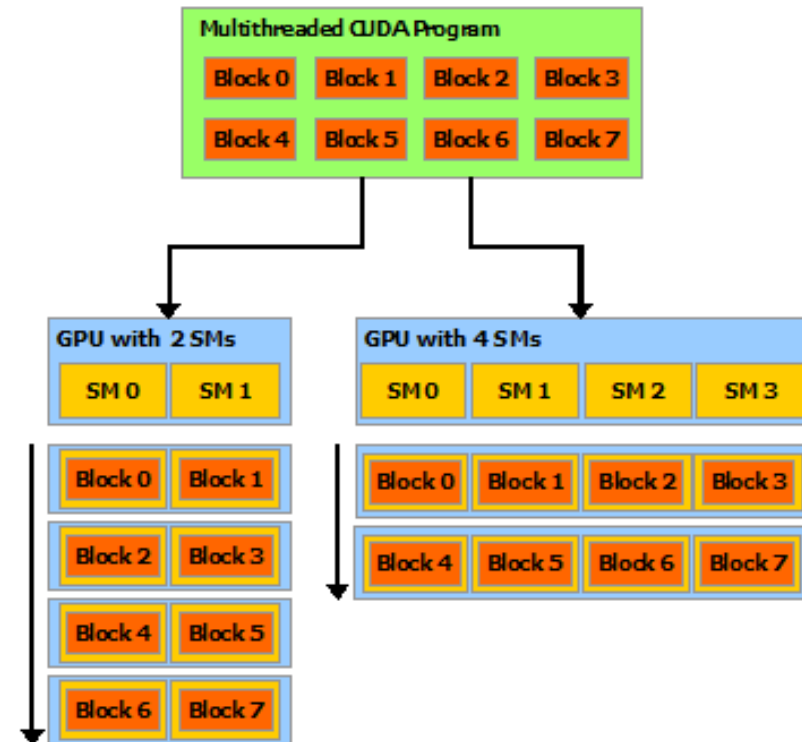 Multithreaded CUDA Program
Block 0 Block 1 Block 2 Block 3
Block 4 Block 5 Block 6 Block 7
GPU with 2 SMs
SM 0 SM 1
Block 0 Block 1
Block 2 Block 3
Block 4 Block 5
Block 6 Block 7
GPU with 4 SMs
SM 0 SM 1 SM 2 SM 3
Block 0 Block 1 Block 2 Block 3
Block 4 Block 5 Block 6 Block 7